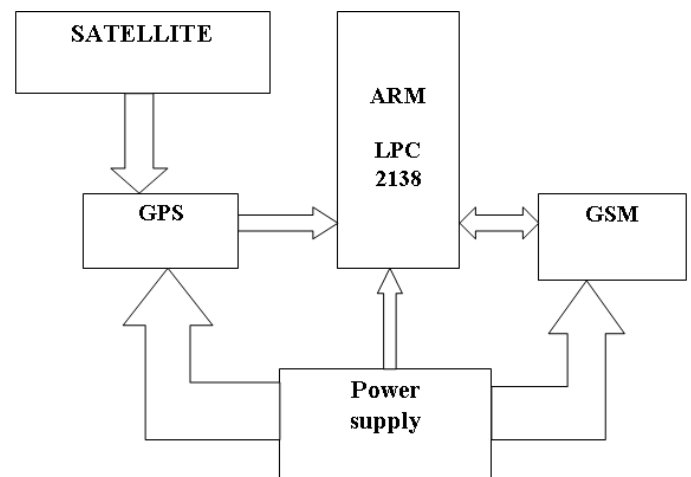 SATELLITE
ARM
LPC
2138
GPS
GSM
Power
supply